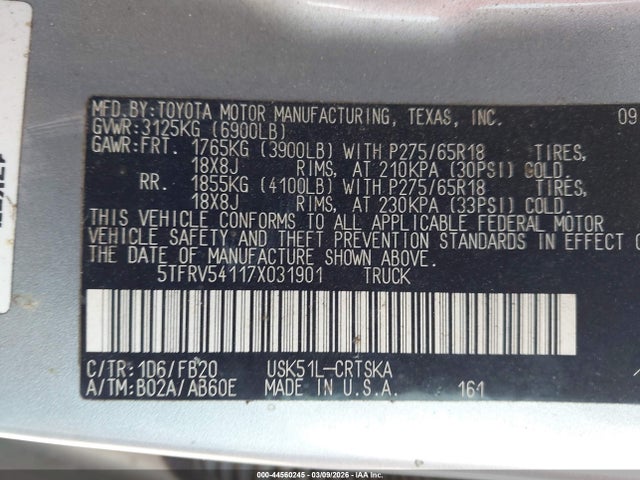 MFD.BY:TOYOTA MOTOR MANUFACTURING, TEXAS, INC. 09
GVWR:3125KG (6900LB)
GAWR:FRT. 1765KG (3900LB) WITH P275/65R18 TIRES,
18X8J RIMS, AT 210KPA (30PSI) COLD.
RR. 1855KG (4100LB) WITH P275/65R18 TIRES,
18X8J RIMS, AT 230KPA (33PSI) COLD.
THIS VEHICLE CONFORMS TO ALL APPLICABLE FEDERAL MOTOR
VEHICLE SAFETY AND THEFT PREVENTION STANDARDS IN EFFECT O
THE DATE OF MANUFACTURE SHOWN ABOVE.
5TFRV54117X031901 TRUCK
C/TR:1D6/FB20 USK51L-CRTSKA
A/TM:B02A/AB60E MADE IN U.S.A. 161
000-44560245 - 03/09/2026 - IAAI.COM